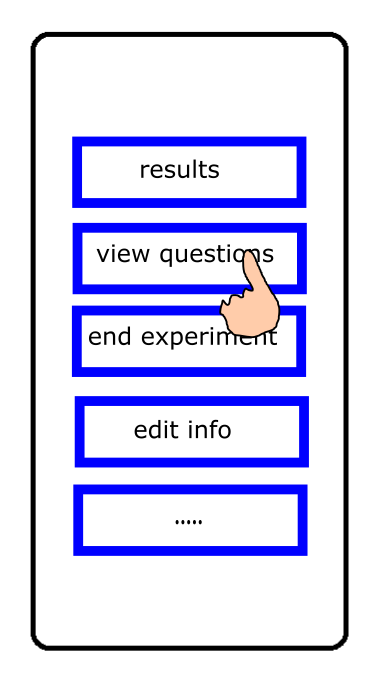 results
view questions
end experiment
edit info
.....